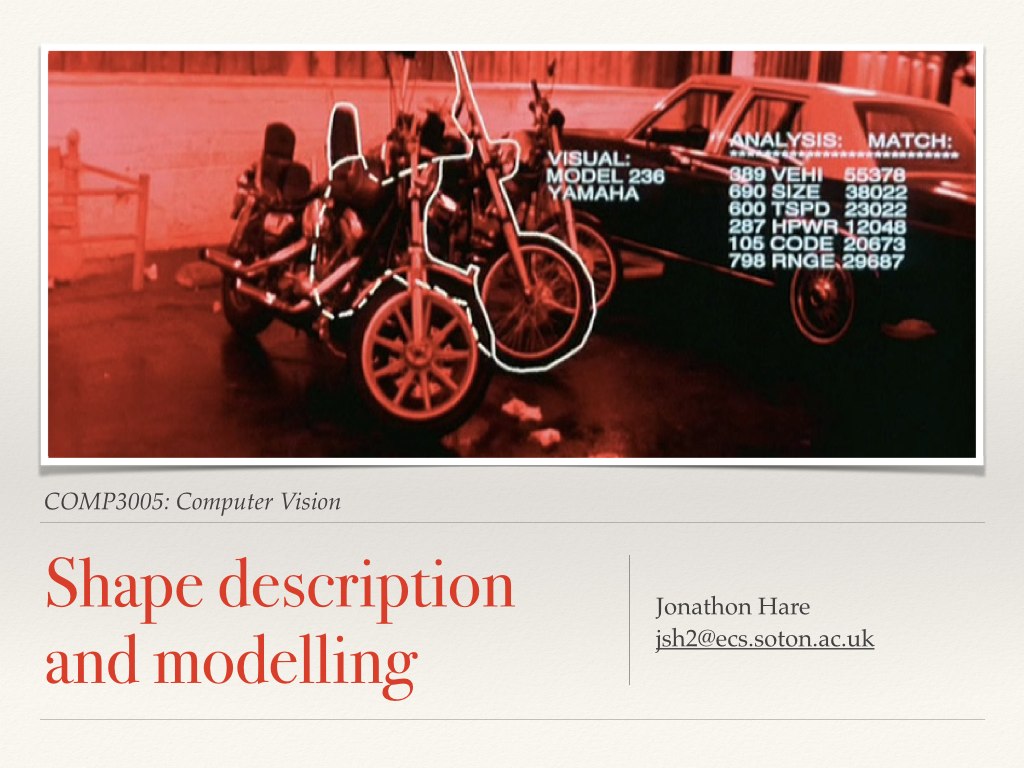 VISUAL:
MODEL 236
YAMAHA
ANALYSIS: MATCH:
*****************************
389 VEHI 55378
690 SIZE 38022
600 TSPD 23022
287 HPWR 12048
105 CODE 20673
798 RNGE 29687
COMP3005: Computer Vision
Shape description
and modelling
Jonathon Hare
jsh2@ecs.soton.ac.uk